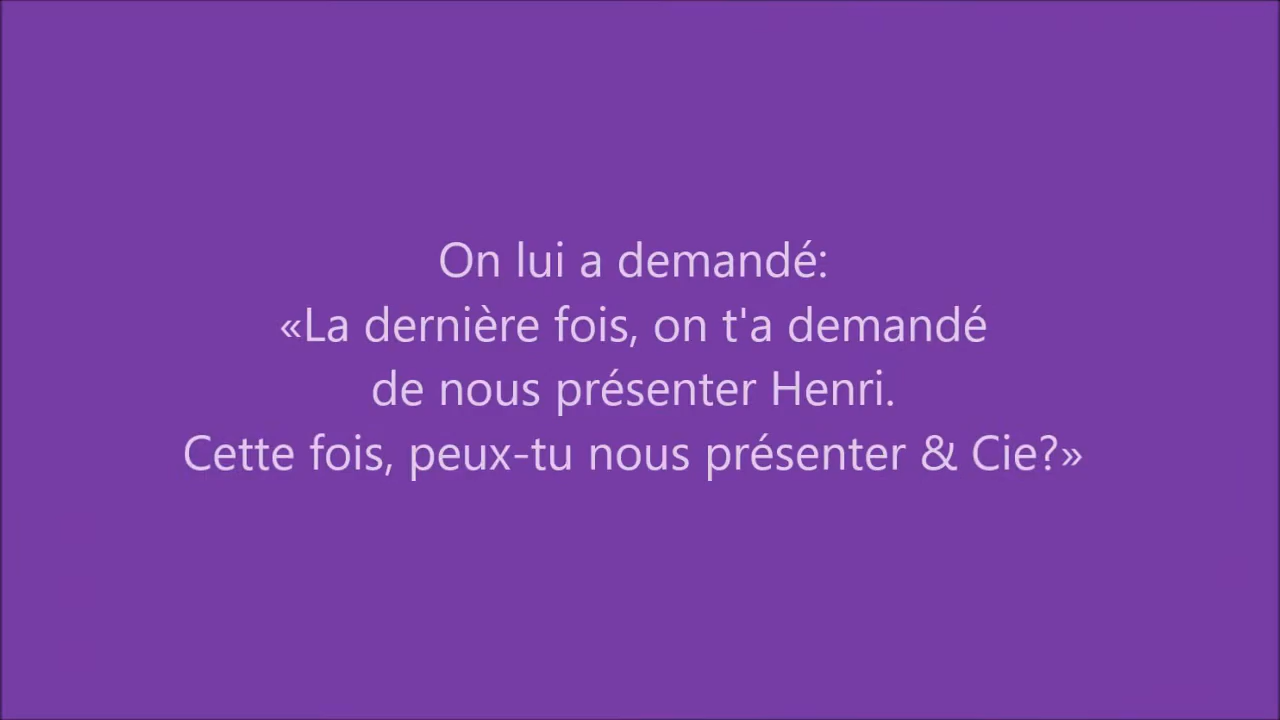 On lui a demandé:
«La dernière fois, on t'a demandé
de nous présenter Henri.
Cette fois, peux-tu nous présenter & Cie?»